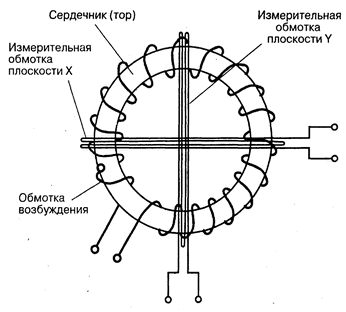 Сердечник (тор)
Измерительная
обмотка
плоскости Y
Измерительная
обмотка
плоскости X
Обмотка
возбуждения